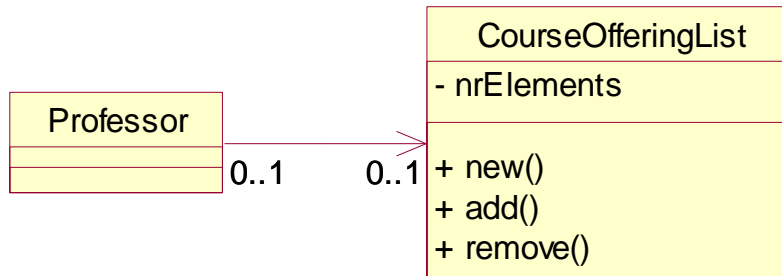 CourseOfferingList
- nrElements
Professor
0..1
0..1
+ new()
+ add()
+ remove()